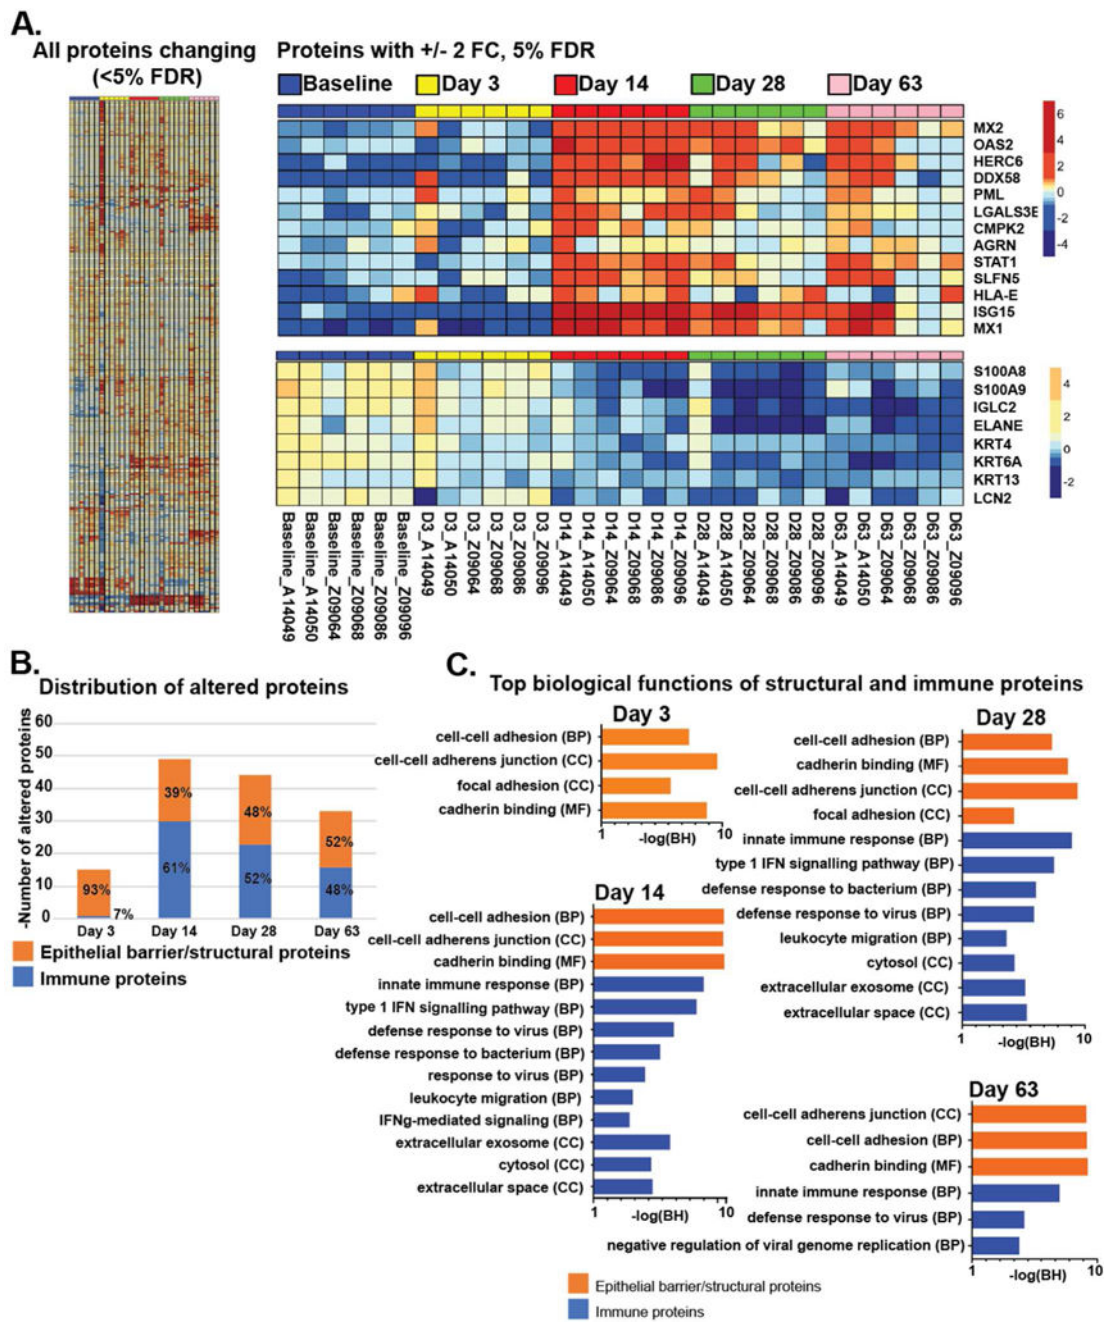 A.
All proteins changing
(<5% FDR)
Proteins with +/- 2 FC, 5% FDR
Baseline Day 3 Day 14 Day 28 Day 63
MX2
OAS2
HERC6
DDX58
PML
LGALS3E
CMPK2
AGRN
STAT1
SLFN5
HLA-E
ISG15
MX1
6
4
2
0
-2
-4
S100A8
S100A9
IGLC2
ELANE
KRT4
KRT6A
KRT13
LCN2
4
2
0
-2
Baseline_A14049
Baseline_A14050
Baseline_Z09064
Baseline_Z09068
Baseline_Z09086
Baseline_Z09096
D3_A14049
D3_A14050
D3_Z09064
D3_Z09068
D3_Z09086
D3_Z09096
D14_A14049
D14_A14050
D14_Z09064
D14_Z09068
D14_Z09086
D14_Z09096
D28_A14049
D28_A14050
D28_Z09064
D28_Z09068
D28_Z09086
D28_Z09096
D63_A14049
D63_A14050
D63_Z09064
D63_Z09068
D63_Z09086
D63_Z09096
B.
Distribution of altered proteins
-Number of altered proteins
60
50
40
30
20
10
0
93%
7%
39%
61%
48%
52%
52%
48%
Day 3 Day 14 Day 28 Day 63
Epithelial barrier/structural proteins
Immune proteins
C.
Top biological functions of structural and immune proteins
Day 3
cell-cell adhesion (BP)
cell-cell adherens junction (CC)
focal adhesion (CC)
cadherin binding (MF)
1 10
-log(BH)
Day 14
cell-cell adhesion (BP)
cell-cell adherens junction (CC)
cadherin binding (MF)
innate immune response (BP)
type 1 IFN signalling pathway (BP)
defense response to virus (BP)
defense response to bacterium (BP)
response to virus (BP)
leukocyte migration (BP)
IFNg-mediated signaling (BP)
extracellular exosome (CC)
cytosol (CC)
extracellular space (CC)
1 10
-log(BH)
Day 28
cell-cell adhesion (BP)
cadherin binding (MF)
cell-cell adherens junction (CC)
focal adhesion (CC)
innate immune response (BP)
type 1 IFN signalling pathway (BP)
defense response to bacterium (BP)
defense response to virus (BP)
leukocyte migration (BP)
cytosol (CC)
extracellular exosome (CC)
extracellular space (CC)
1 10
-log(BH)
Day 63
cell-cell adherens junction (CC)
cell-cell adhesion (BP)
cadherin binding (MF)
innate immune response (BP)
defense response to virus (BP)
negative regulation of viral genome replication (BP)
1 10
-log(BH)
Epithelial barrier/structural proteins
Immune proteins